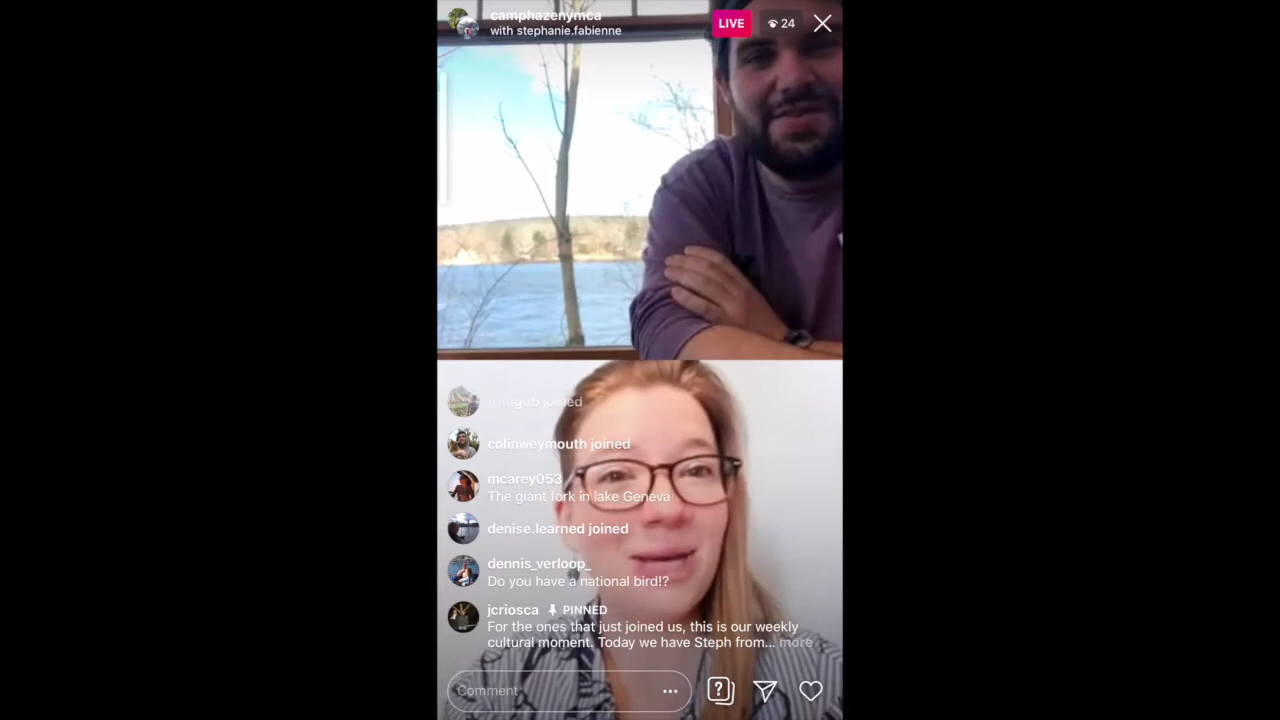 camphazenymca
with stephanie.fabienne
LIVE
24
joined
colinweymouth joined
mcarey053
The giant fork in lake Geneva
denise.learned joined
dennis_verloop_
Do you have a national bird!?
jcriosca PINNED
For the ones that just joined us, this is our weekly
cultural moment. Today we have Steph from... more
Comment